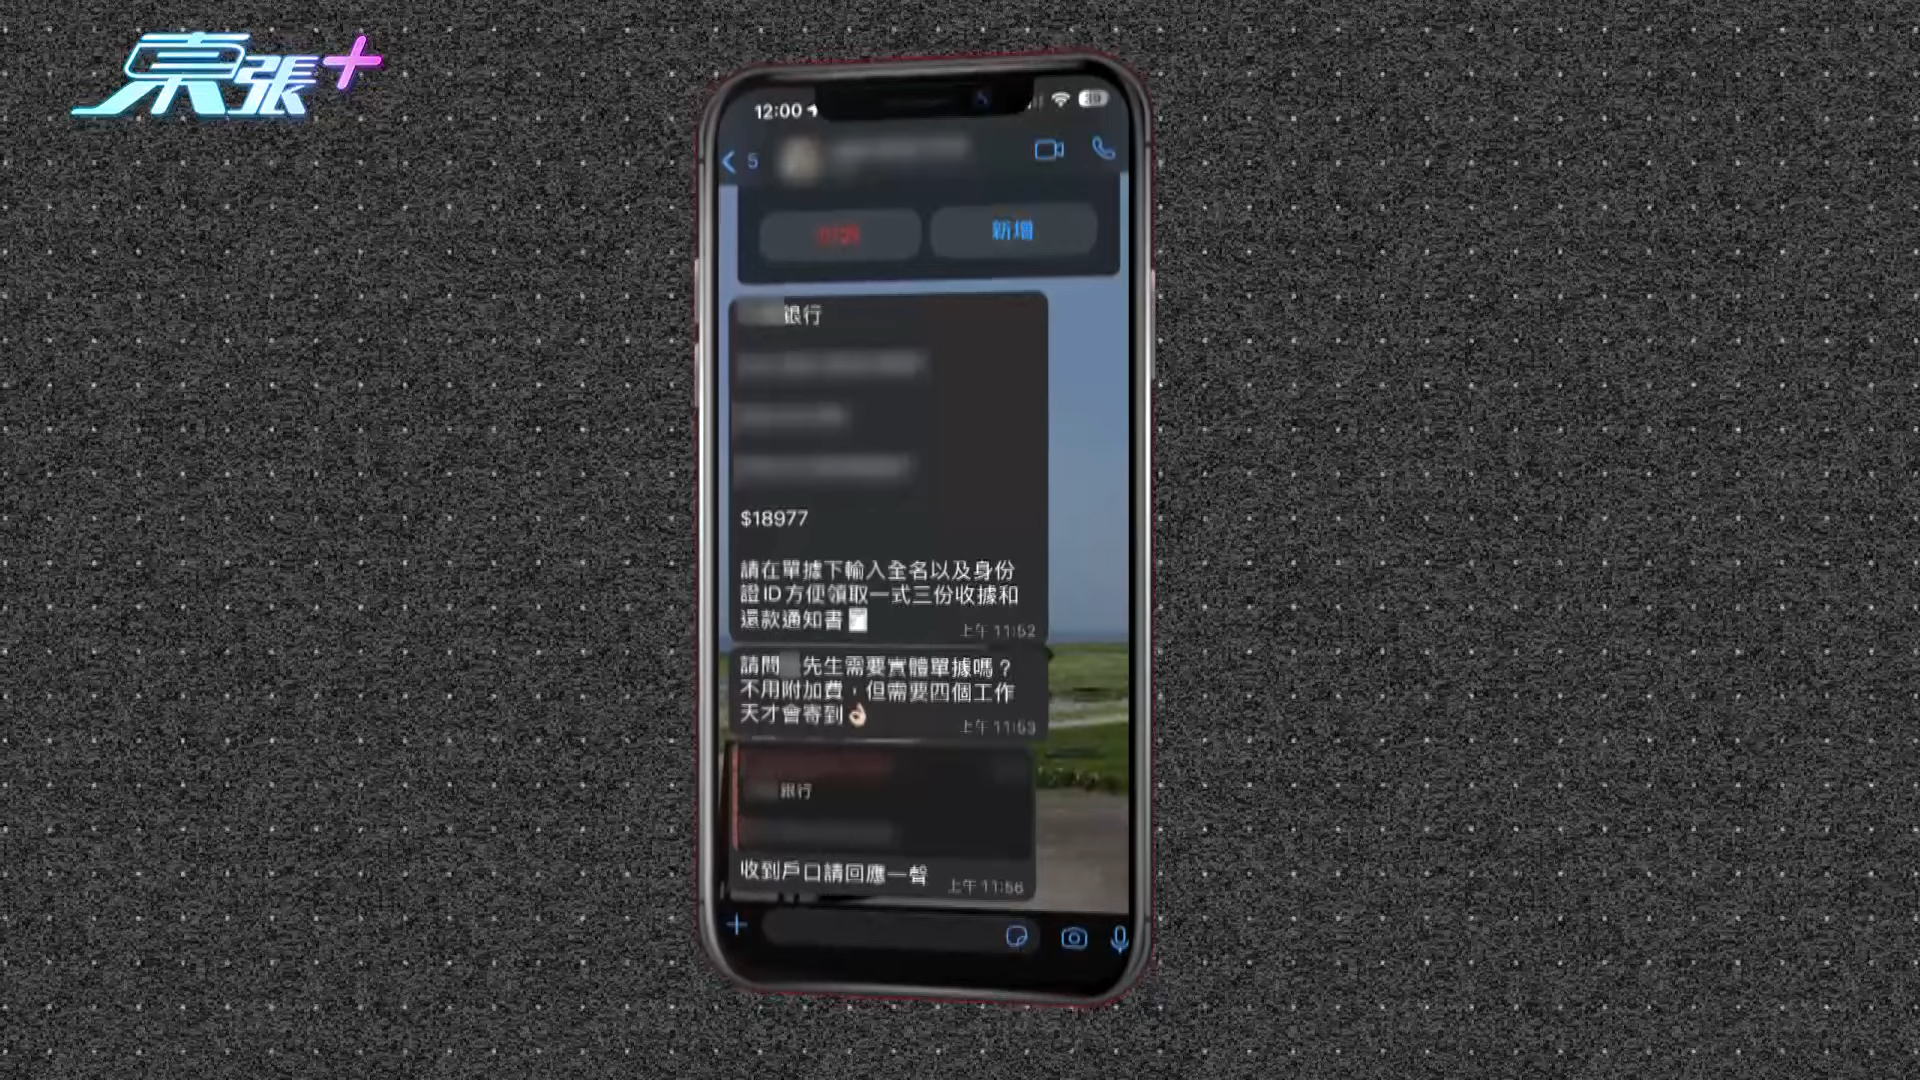 東張+
12:00
39
5
封鎖
新增
銀行
$18977
請在單據下輸入全名以及身份
證ID方便領取一式三份收據和
還款通知書
上午 11:52
請問 先生需要實體單據嗎？
不用附加費，但需要四個工作
天才會寄到👌🏻
上午 11:53
銀行
收到戶口請回應一聲
上午 11:56